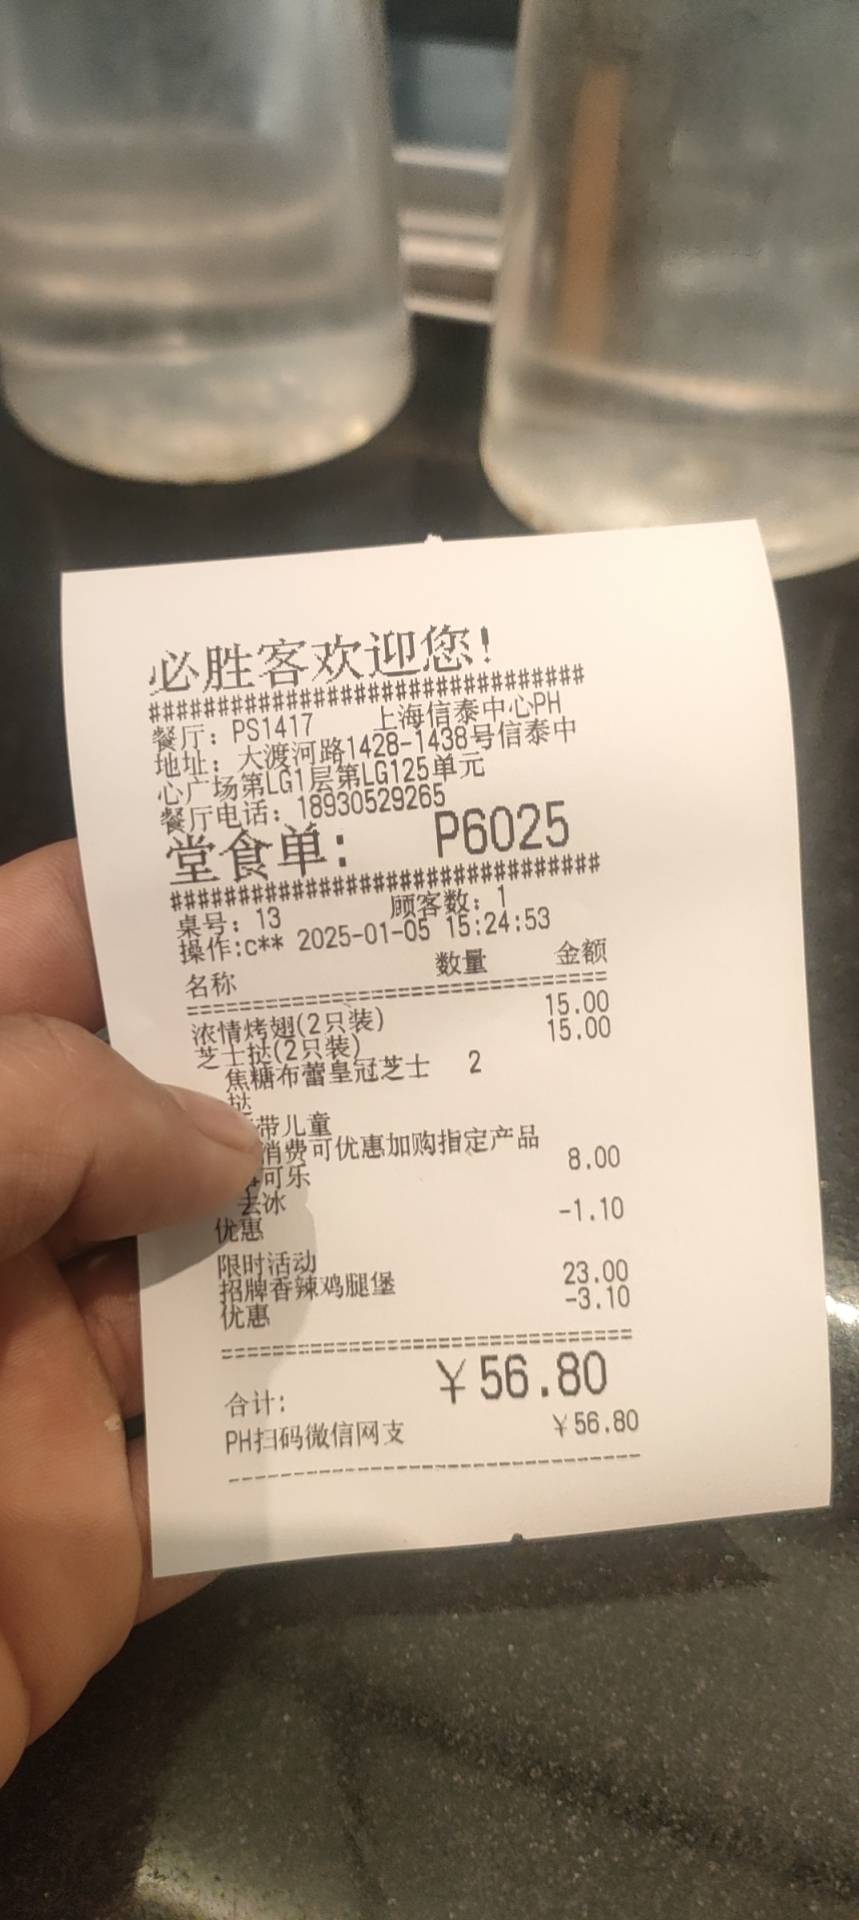 必胜客欢迎您!
################################
餐厅: PS1417 上海信泰中心PH
地址: 大渡河路1428-1438号信泰中
心广场第LG1层第LG125单元
餐厅电话: 18930529265
堂食单: P6025
################################
桌号: 13 顾客数: 1
操作:c** 2025-01-05 15:24:53
名称 数量 金额
================================
浓情烤翅(2只装) 15.00
芝士挞(2只装) 15.00
焦糖布蕾皇冠芝士 2
挞
带儿童
消费可优惠加购指定产品
可乐 8.00
去冰
优惠 -1.10
限时活动
招牌香辣鸡腿堡 23.00
优惠 -3.10
================================
合计: ￥56.80
PH扫码微信网支 ￥56.80
--------------------------------